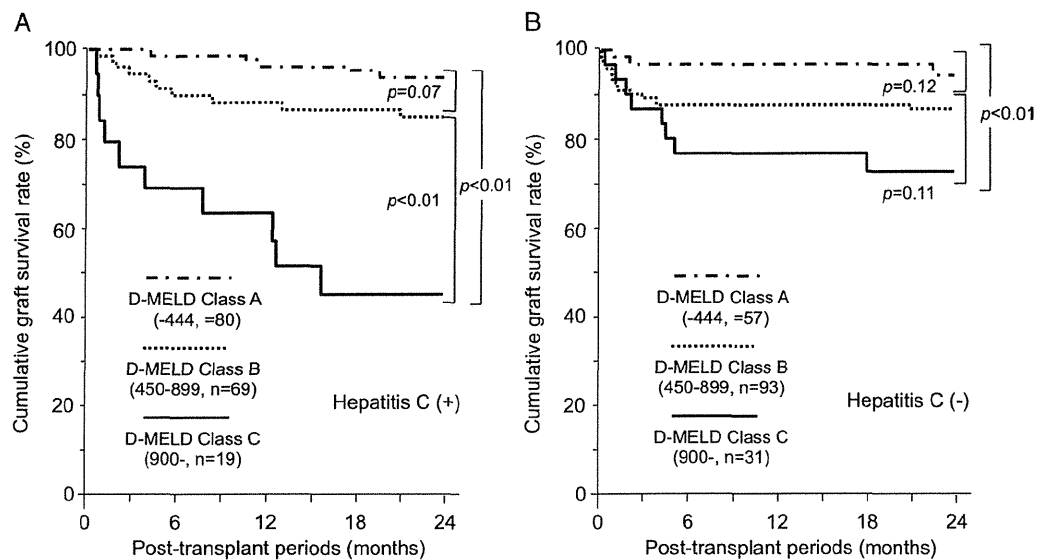 A
Cumulative graft survival rate (%)
100
80
60
40
20
0
p=0.07
p<0.01
p<0.01
D-MELD Class A
(-444, =80)
D-MELD Class B
(450-899, n=69)
D-MELD Class C
(900-, n=19)
Hepatitis C (+)
0 6 12 18 24
Post-transplant periods (months)
B
Cumulative graft survival rate (%)
100
80
60
40
20
0
p=0.12
p<0.01
p=0.11
D-MELD Class A
(-444, =57)
D-MELD Class B
(450-899, n=93)
D-MELD Class C
(900-, n=31)
Hepatitis C (-)
0 6 12 18 24
Post-transplant periods (months)